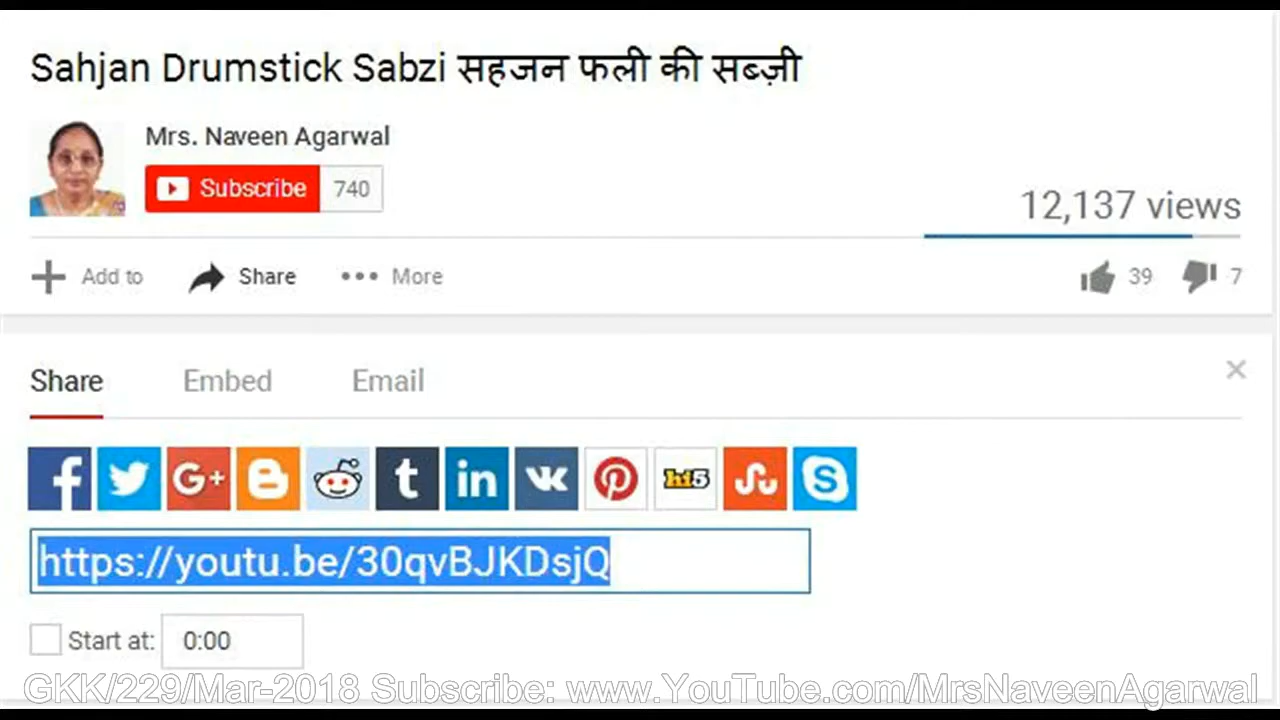 Sahjan Drumstick Sabzi सहजन फली की सब्ज़ी
Mrs. Naveen Agarwal
Subscribe 740
12,137 views
Add to Share More 39 7
Share Embed Email
G+ t in hi5
https://youtu.be/30qvBJKDsjQ
Start at: 0:00
GKK/229/Mar-2018 Subscribe: www.YouTube.com/MrsNaveenAgarwal